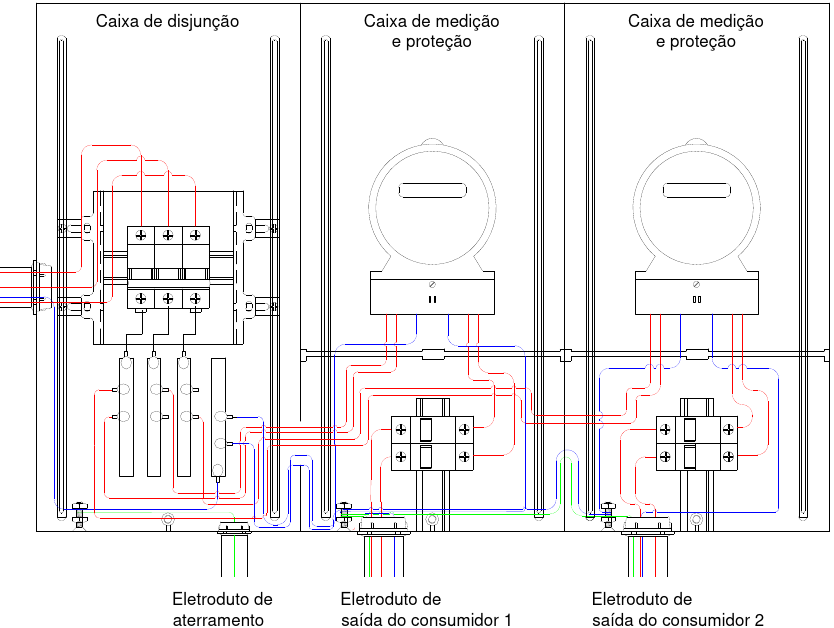 Caixa de disjunção
Caixa de medição
e proteção
Caixa de medição
e proteção
Eletroduto de
aterramento
Eletroduto de
saída do consumidor 1
Eletroduto de
saída do consumidor 2